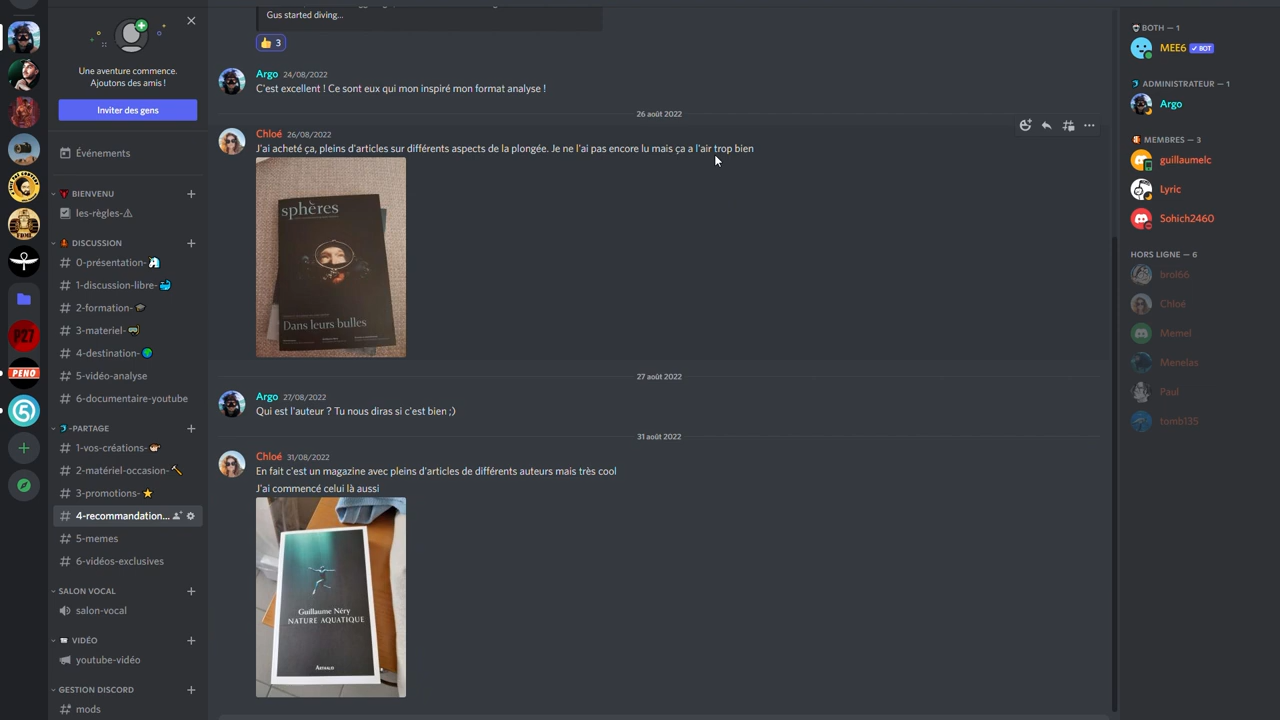 Une aventure commence.
Ajoutons des amis !
Inviter des gens
Événements
BIENVENU
les-règles-⚠
DISCUSSION
0-présentation-
1-discussion-libre-
2-formation-
3-materiel-
4-destination-
5-vidéo-analyse
6-documentaire-youtube
-PARTAGE
1-vos-créations-
2-matériel-occasion-
3-promotions-
4-recommandation...
5-memes
6-vidéos-exclusives
SALON VOCAL
salon-vocal
VIDÉO
youtube-vidéo
GESTION DISCORD
mods
P27
PENO
Gus started diving...
3
Argo 24/08/2022
C'est excellent ! Ce sont eux qui mon inspiré mon format analyse !
26 août 2022
Chloé 26/08/2022
J'ai acheté ça, pleins d'articles sur différents aspects de la plongée. Je ne l'ai pas encore lu mais ça a l'air trop bien
sphères
Dans leurs bulles
27 août 2022
Argo 27/08/2022
Qui est l'auteur ? Tu nous diras si c'est bien ;)
31 août 2022
Chloé 31/08/2022
En fait c'est un magazine avec pleins d'articles de différents auteurs mais très cool
J'ai commencé celui là aussi
Guillaume Néry
NATURE AQUATIQUE
ARTHAUD
BOTH — 1
MEE6 ✓ BOT
ADMINISTRATEUR — 1
Argo
MEMBRES — 3
guillaumelc
Lyric
Sohich2460
HORS LIGNE — 6
brol66
Chloé
Memel
Menelas
Paul
tomb135